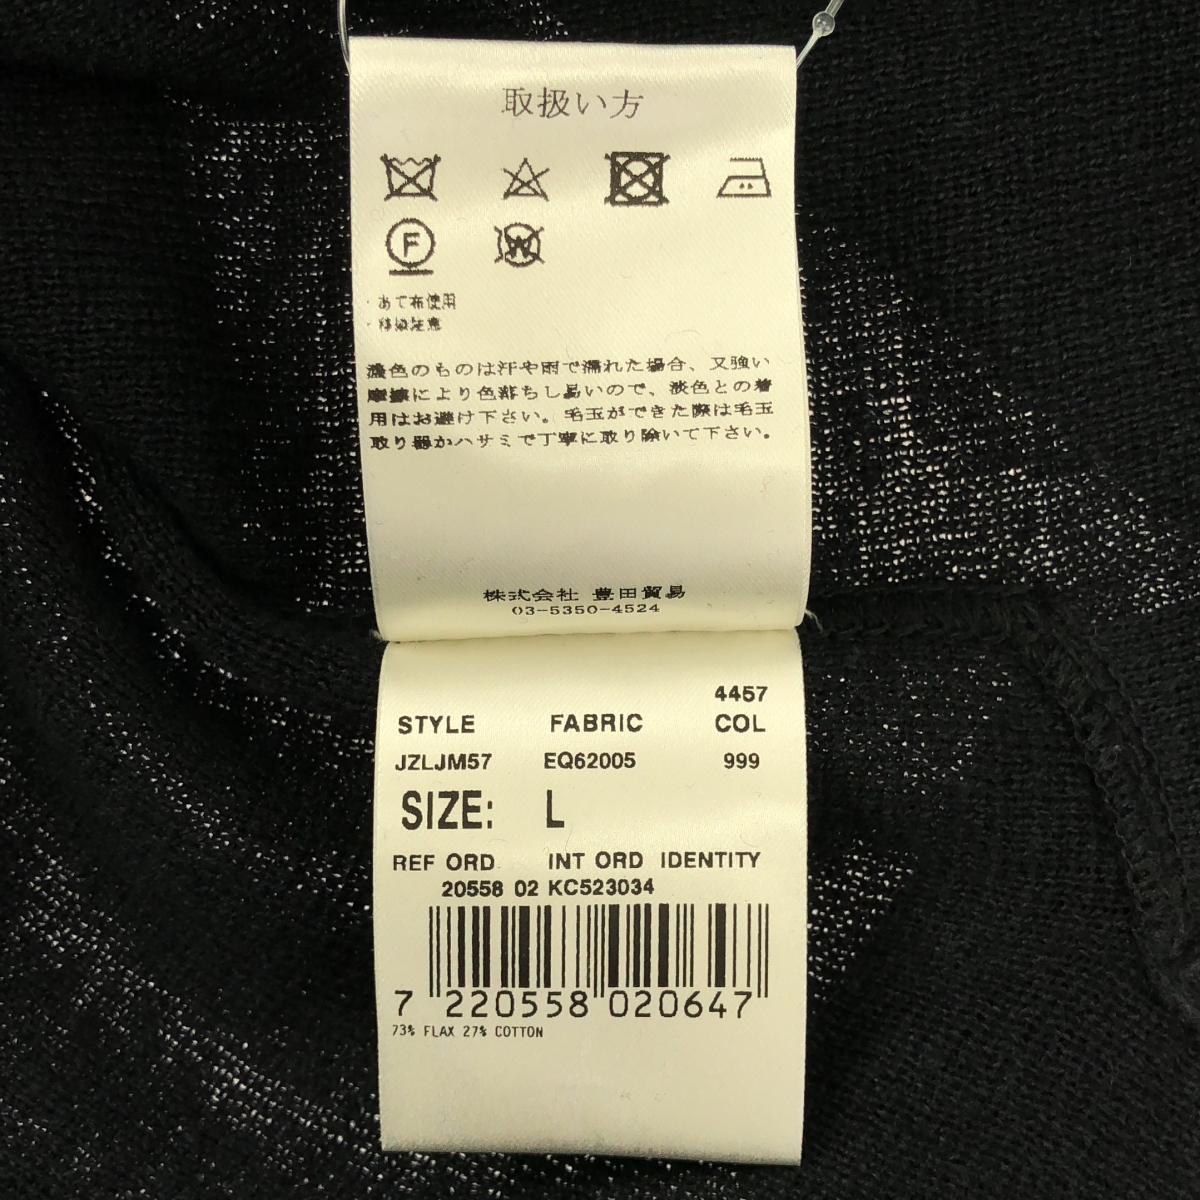 取扱い方
F
W
・あて布使用
・移染注意
濃色のものは汗や雨で濡れた場合、又強い
摩擦により色落ちし易いので、淡色との着
用はお避け下さい。毛玉ができた際は毛玉
取り器かハサミで丁寧に取り除いて下さい。
株式会社 豊田貿易
03-5350-4524
4457
STYLE FABRIC COL
JZLJM57 EQ62005 999
SIZE: L
REF ORD INT ORD IDENTITY
20558 02 KC523034
7 220558 020647
73% FLAX 27% COTTON